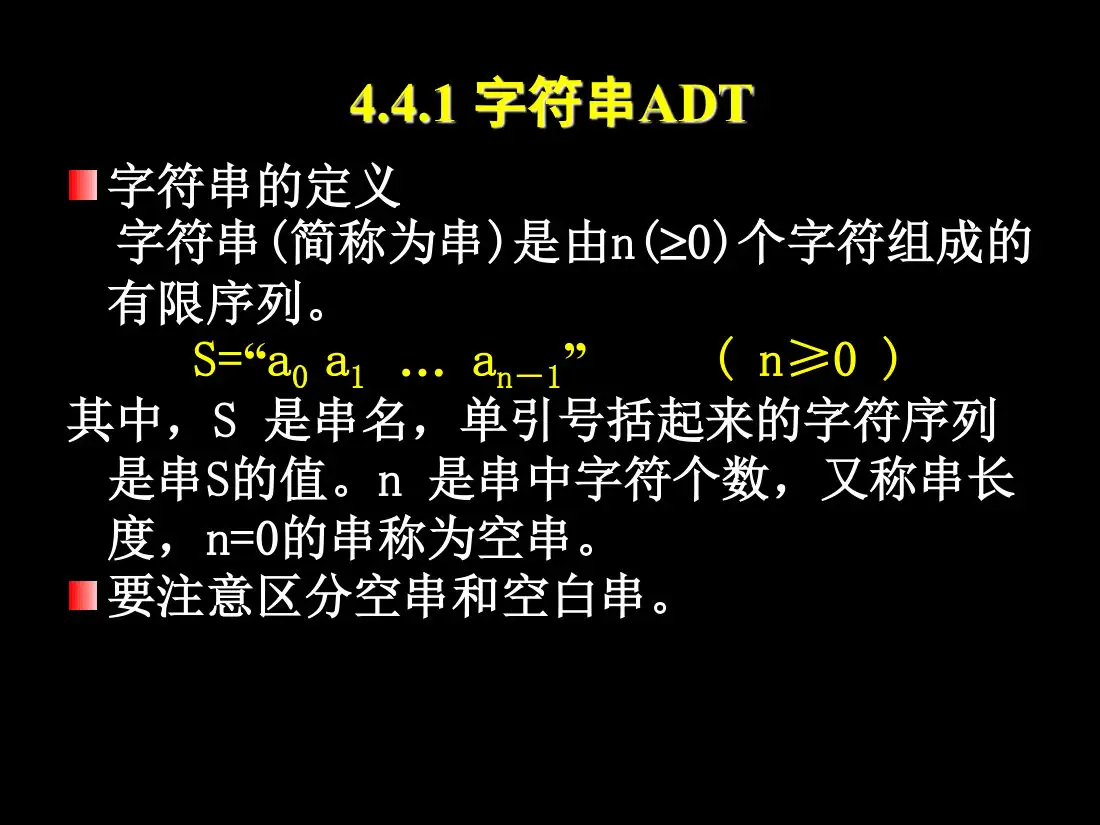 4.4.1 字符串ADT
字符串的定义
字符串(简称为串)是由n(≥0)个字符组成的
有限序列。
S=“a₀ a₁ … aₙ₋₁” ( n≥0 )
其中，S 是串名，单引号括起来的字符序列
是串S的值。n 是串中字符个数，又称串长
度，n=0的串称为空串。
要注意区分空串和空白串。